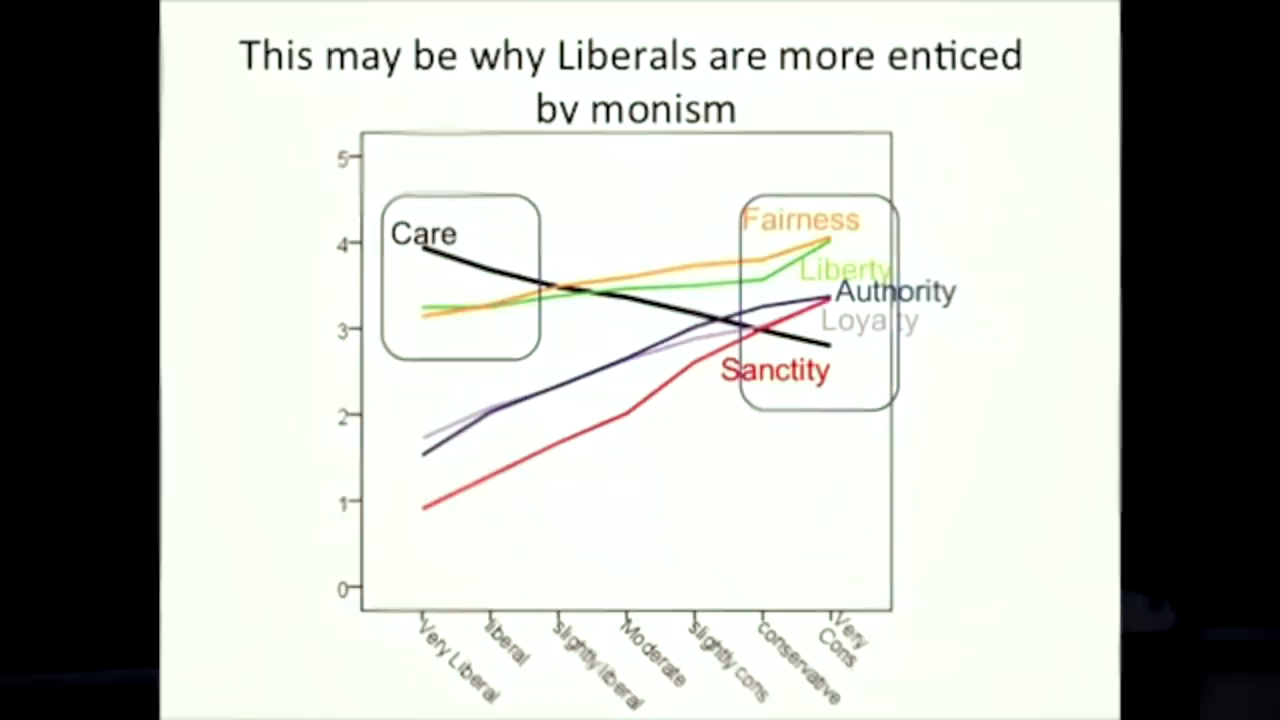 This may be why Liberals are more enticed
by monism
5
4
3
2
1
0
Care
Fairness
Liberty
Authority
Loyalty
Sanctity
Very Liberal
liberal
slightly liberal
Moderate
slightly cons
conservative
Very
Cons